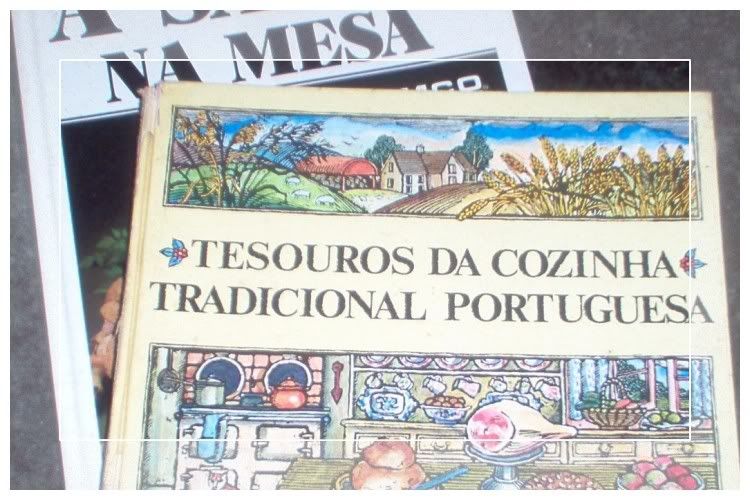 NA MESA
TESOUROS DA COZINHA
TRADICIONAL PORTUGUESA